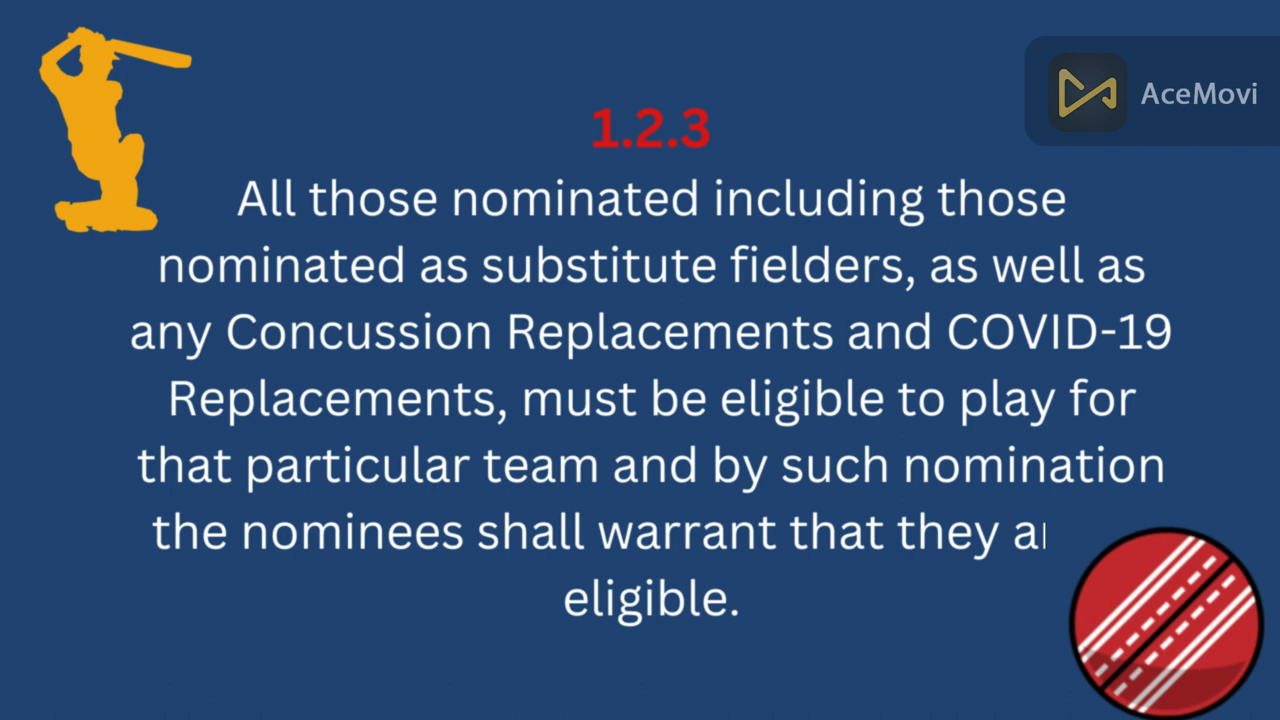 AceMovi
1.2.3
All those nominated including those
nominated as substitute fielders, as well as
any Concussion Replacements and COVID-19
Replacements, must be eligible to play for
that particular team and by such nomination
the nominees shall warrant that they
eligible.